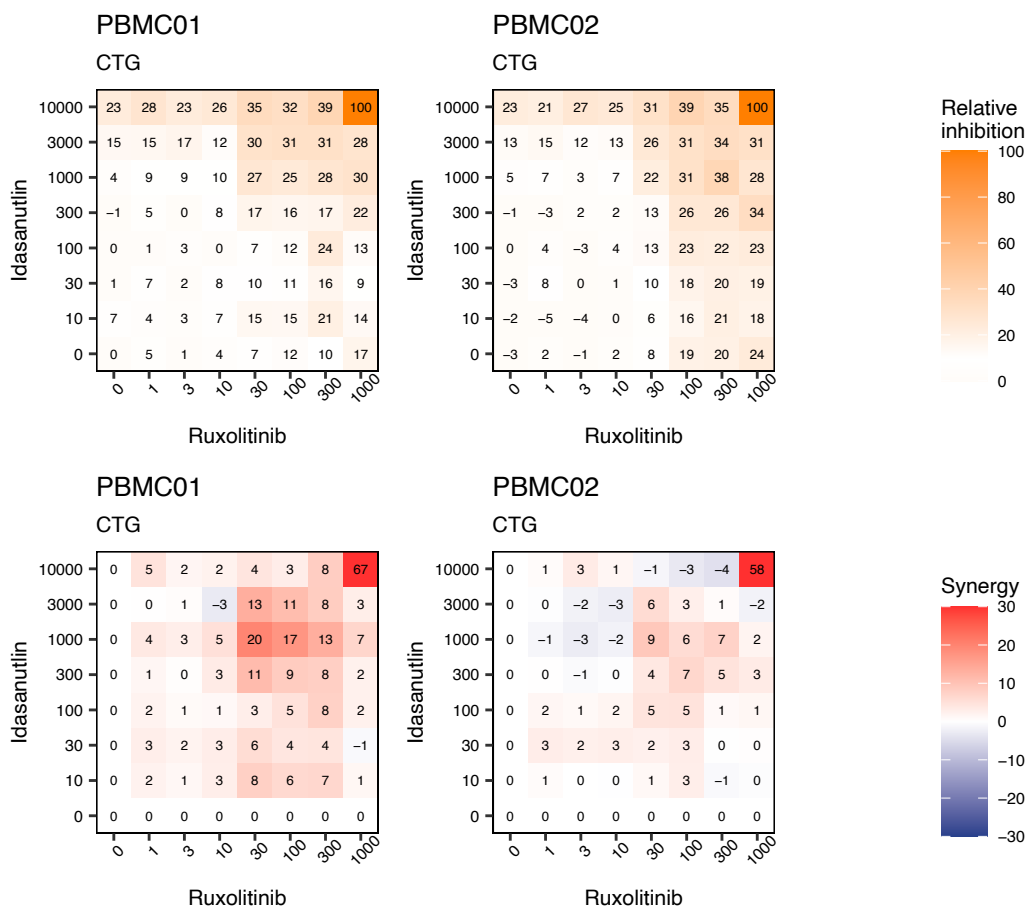 PBMC01
CTG
PBMC02
CTG
10000 23 28 23 26 35 32 39 100
3000 15 15 17 12 30 31 31 28
1000 4 9 9 10 27 25 28 30
300 −1 5 0 8 17 16 17 22
100 0 1 3 0 7 12 24 13
30 1 7 2 8 10 11 16 9
10 7 4 3 7 15 15 21 14
0 0 5 1 4 7 12 10 17
0 1 3 10 30 100 300 1000
Idasanutlin
Ruxolitinib
10000 23 21 27 25 31 39 35 100
3000 13 15 12 13 26 31 34 31
1000 5 7 3 7 22 31 38 28
300 −1 −3 2 2 13 26 26 34
100 0 4 −3 4 13 23 22 23
30 −3 8 0 1 10 18 20 19
10 −2 −5 −4 0 6 16 21 18
0 −3 2 −1 2 8 19 20 24
0 1 3 10 30 100 300 1000
Idasanutlin
Ruxolitinib
Relative
inhibition
100
80
60
40
20
0
PBMC01
CTG
PBMC02
CTG
10000 0 5 2 2 4 3 8 67
3000 0 0 1 −3 13 11 8 3
1000 0 4 3 5 20 17 13 7
300 0 1 0 3 11 9 8 2
100 0 2 1 1 3 5 8 2
30 0 3 2 3 6 4 4 −1
10 0 2 1 3 8 6 7 1
0 0 0 0 0 0 0 0 0
0 1 3 10 30 100 300 1000
Idasanutlin
Ruxolitinib
10000 0 1 3 1 −1 −3 −4 58
3000 0 0 −2 −3 6 3 1 −2
1000 0 −1 −3 −2 9 6 7 2
300 0 0 −1 0 4 7 5 3
100 0 2 1 2 5 5 1 1
30 0 3 2 3 2 3 0 0
10 0 1 0 0 1 3 −1 0
0 0 0 0 0 0 0 0 0
0 1 3 10 30 100 300 1000
Idasanutlin
Ruxolitinib
Synergy
30
20
10
0
−10
−20
−30